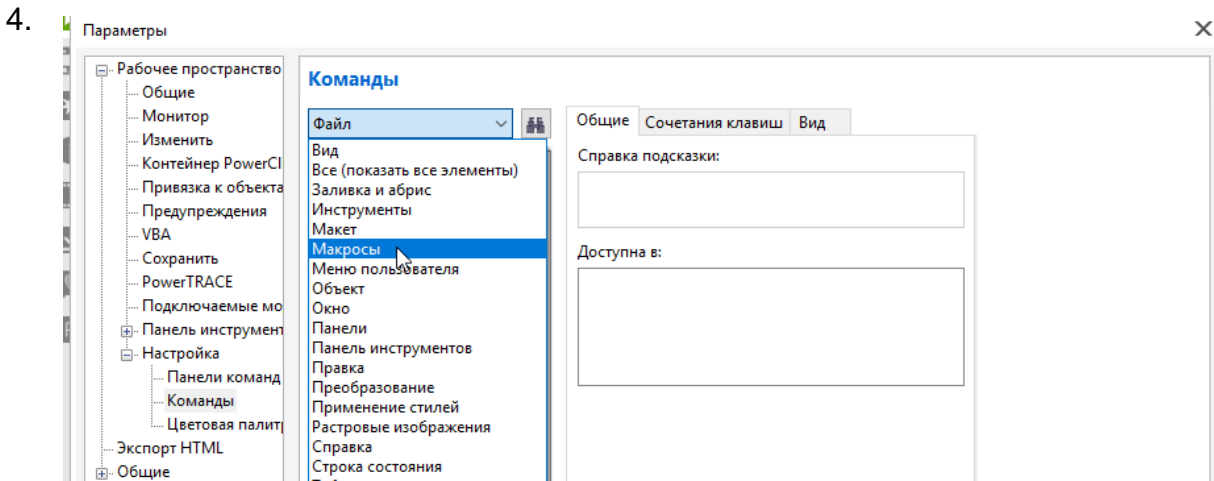 4.
Параметры
Рабочее пространство
Общие
Монитор
Изменить
Контейнер PowerCl
Привязка к объекта
Предупреждения
VBA
Сохранить
PowerTRACE
Подключаемые мо
Панель инструмент
Настройка
Панели команд
Команды
Цветовая палит
Экспорт HTML
Общие
Команды
Файл
Вид
Все (показать все элементы)
Заливка и абрис
Инструменты
Макет
Макросы
Меню пользователя
Объект
Окно
Панели
Панель инструментов
Правка
Преобразование
Применение стилей
Растровые изображения
Справка
Строка состояния
Общие Сочетания клавиш Вид
Справка подсказки:
Доступна в: